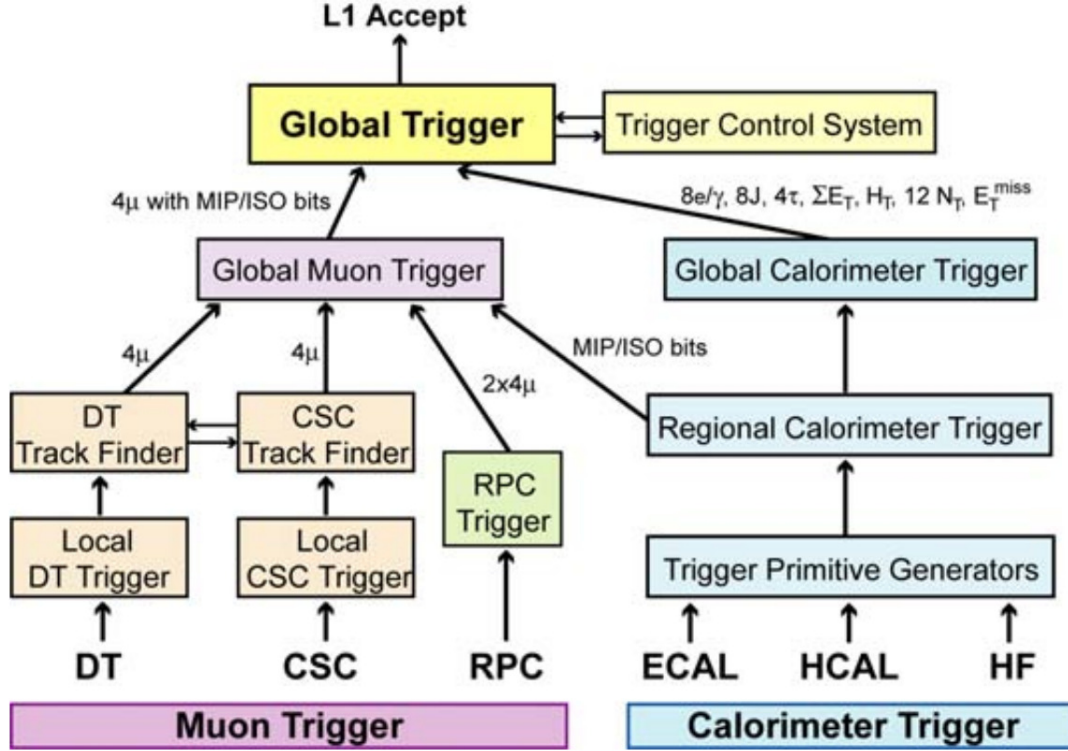 L1 Accept
Global Trigger
Trigger Control System
4μ with MIP/ISO bits
8e/γ, 8J, 4τ, ΣE_T, H_T, 12 N_T, E_T^miss
Global Muon Trigger
Global Calorimeter Trigger
4μ
4μ
2x4μ
MIP/ISO bits
DT
Track Finder
CSC
Track Finder
RPC
Trigger
Regional Calorimeter Trigger
Local
DT Trigger
Local
CSC Trigger
Trigger Primitive Generators
DT
CSC
RPC
ECAL
HCAL
HF
Muon Trigger
Calorimeter Trigger